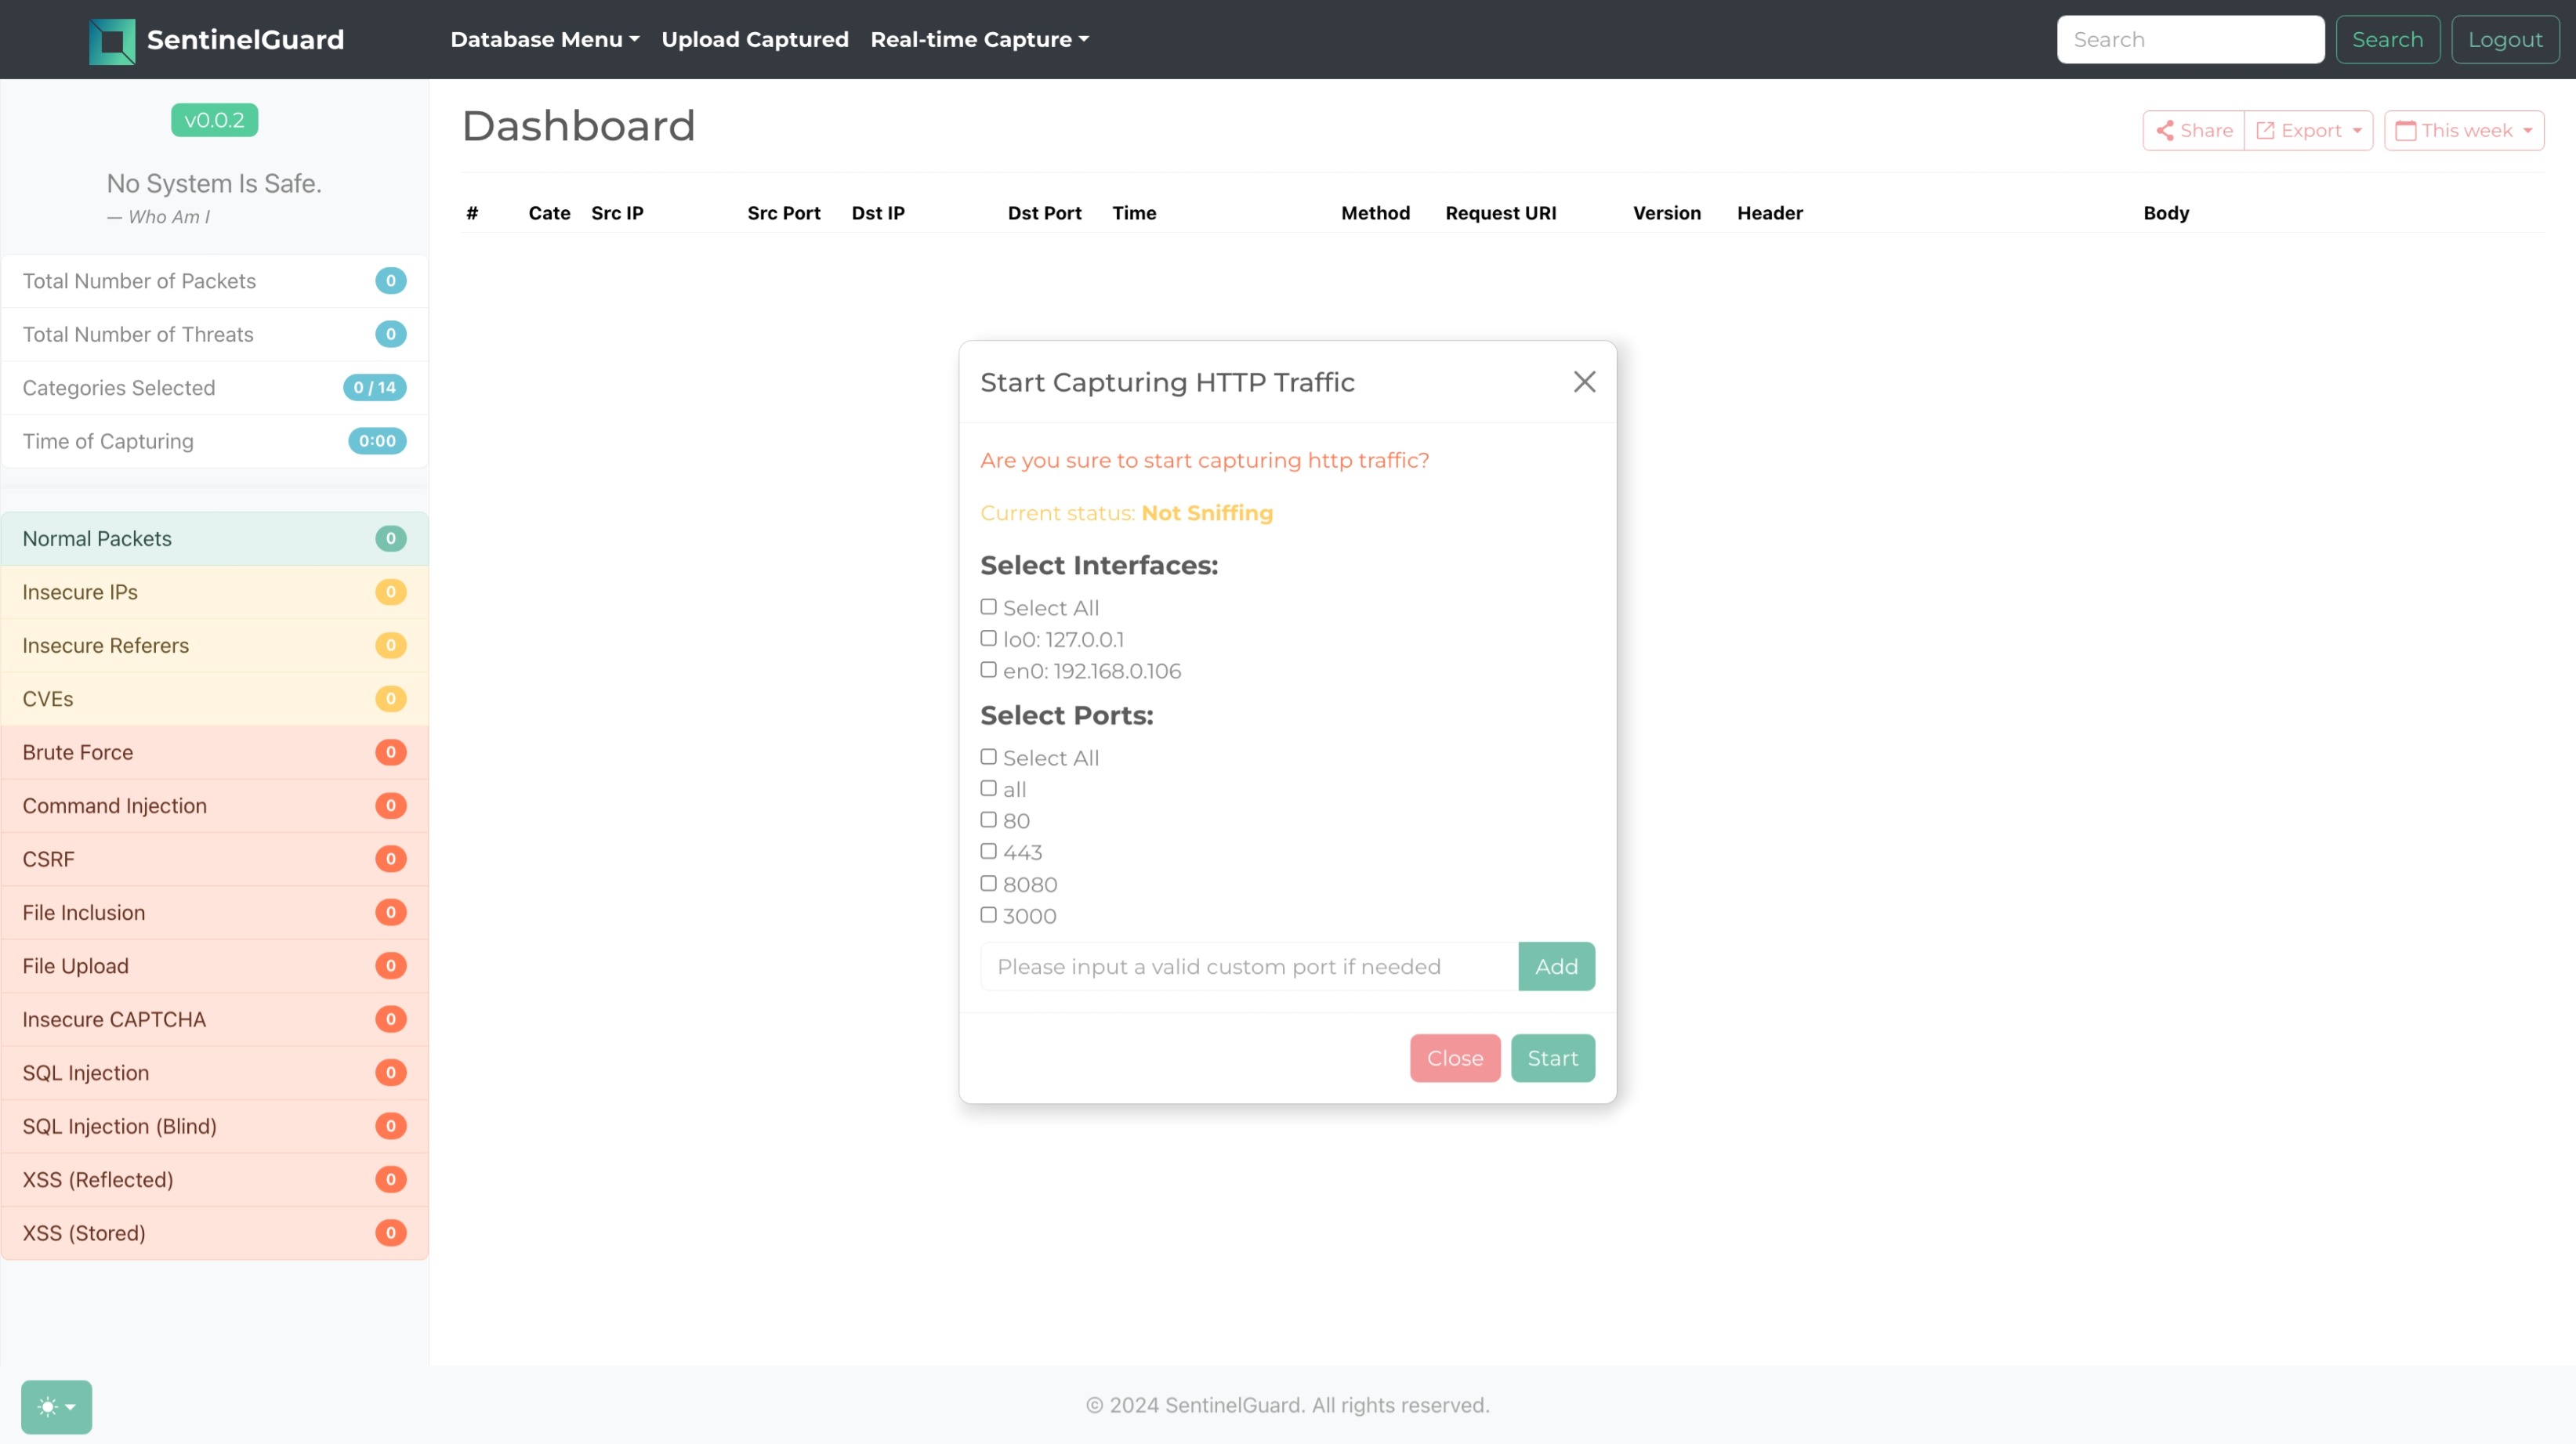 SentinelGuard
Database Menu
Upload Captured
Real-time Capture
Search
Search
Logout
v0.0.2
No System Is Safe.
— Who Am I
Total Number of Packets 0
Total Number of Threats 0
Categories Selected 0 / 14
Time of Capturing 0:00
Normal Packets 0
Insecure IPs 0
Insecure Referers 0
CVEs 0
Brute Force 0
Command Injection 0
CSRF 0
File Inclusion 0
File Upload 0
Insecure CAPTCHA 0
SQL Injection 0
SQL Injection (Blind) 0
XSS (Reflected) 0
XSS (Stored) 0
Dashboard
Share
Export
This week
# Cate Src IP Src Port Dst IP Dst Port Time Method Request URI Version Header Body
Start Capturing HTTP Traffic
Are you sure to start capturing http traffic?
Current status: Not Sniffing
Select Interfaces:
Select All
lo0: 127.0.0.1
en0: 192.168.0.106
Select Ports:
Select All
all
80
443
8080
3000
Please input a valid custom port if needed
Add
Close
Start
© 2024 SentinelGuard. All rights reserved.